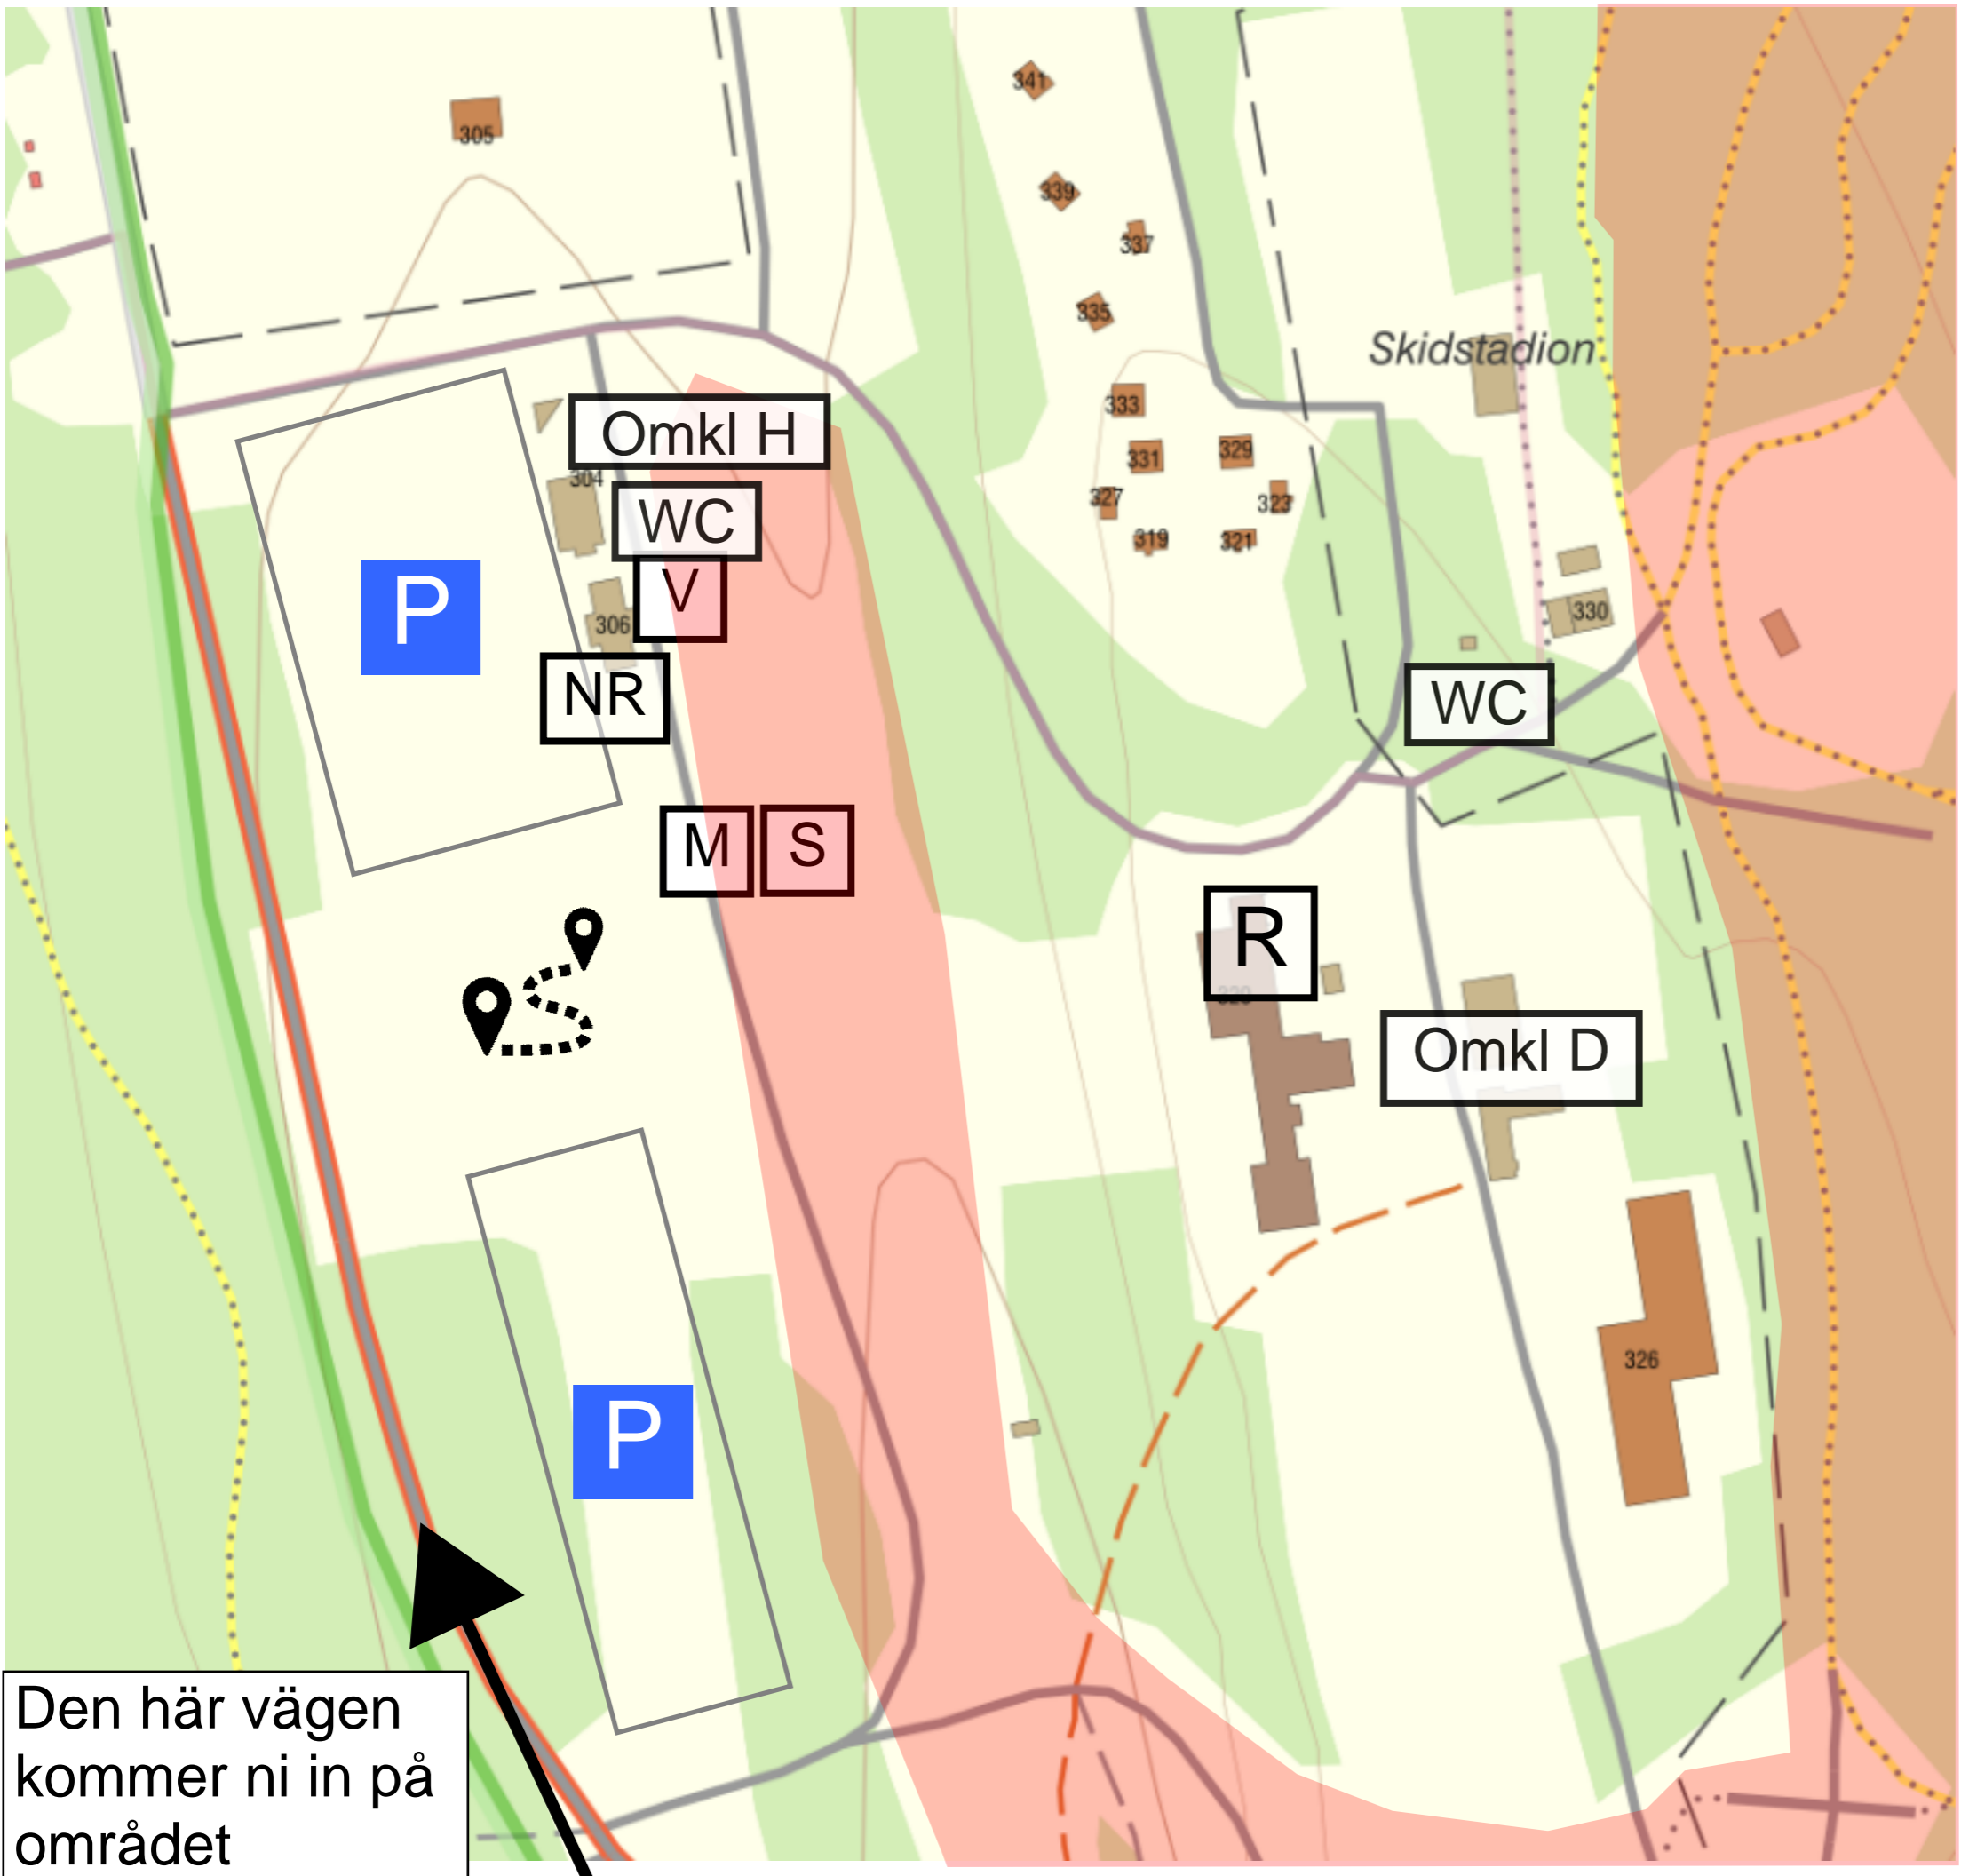 341
305
339
337
335
Skidstadion
333
Omkl H
331
329
304
327
323
WC
319
321
V
P
306
330
NR
WC
M
S
R
329
Omkl D
326
P
Den här vägen
kommer ni in på
området